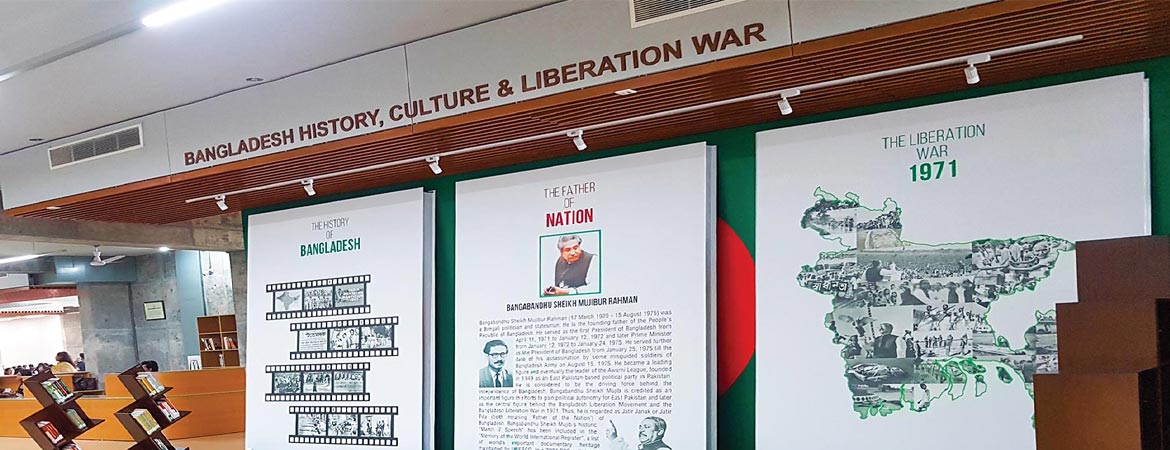 BANGLADESH HISTORY, CULTURE & LIBERATION WAR
THE HISTORY
OF
BANGLADESH
THE FATHER
OF
NATION
BANGABANDHU SHEIKH MUJIBUR RAHMAN
Bangabandhu Sheikh Mujibur Rahman (17 March 1920 – 15 August 1975) was
a Bengali politician and statesman. He is the founding father of the People's
Republic of Bangladesh. He served as the first President of Bangladesh from
April 11, 1971 to January 12, 1972 and later Prime Minister
from January 12, 1972 to January 24, 1975. He served further
as the President of Bangladesh from January 25, 1975 till the
date of his assassination by some misguided soldiers of
Bangladesh Army on August 15, 1975. He became a leading
figure and eventually the leader of the Awami League, founded
in 1949 as an East Pakistan-based political party in Pakistan.
He is considered to be the driving force behind the
independence of Bangladesh. Bangabandhu Sheikh Mujib is credited as an
important figure in efforts to gain political autonomy for East Pakistan and later
as the central figure behind the Bangladesh Liberation Movement and the
Bangladesh Liberation War in 1971. Thus, he is regarded as Jatir Janak or Jatir
Pita (both meaning "Father of the Nation") of
Bangladesh. Bangabandhu Sheikh Mujib's historic
"March 7 Speech" has been included in the
"Memory of the World International Register", a list
of world's important documentary heritage
maintained by UNESCO
THE LIBERATION
WAR
1971